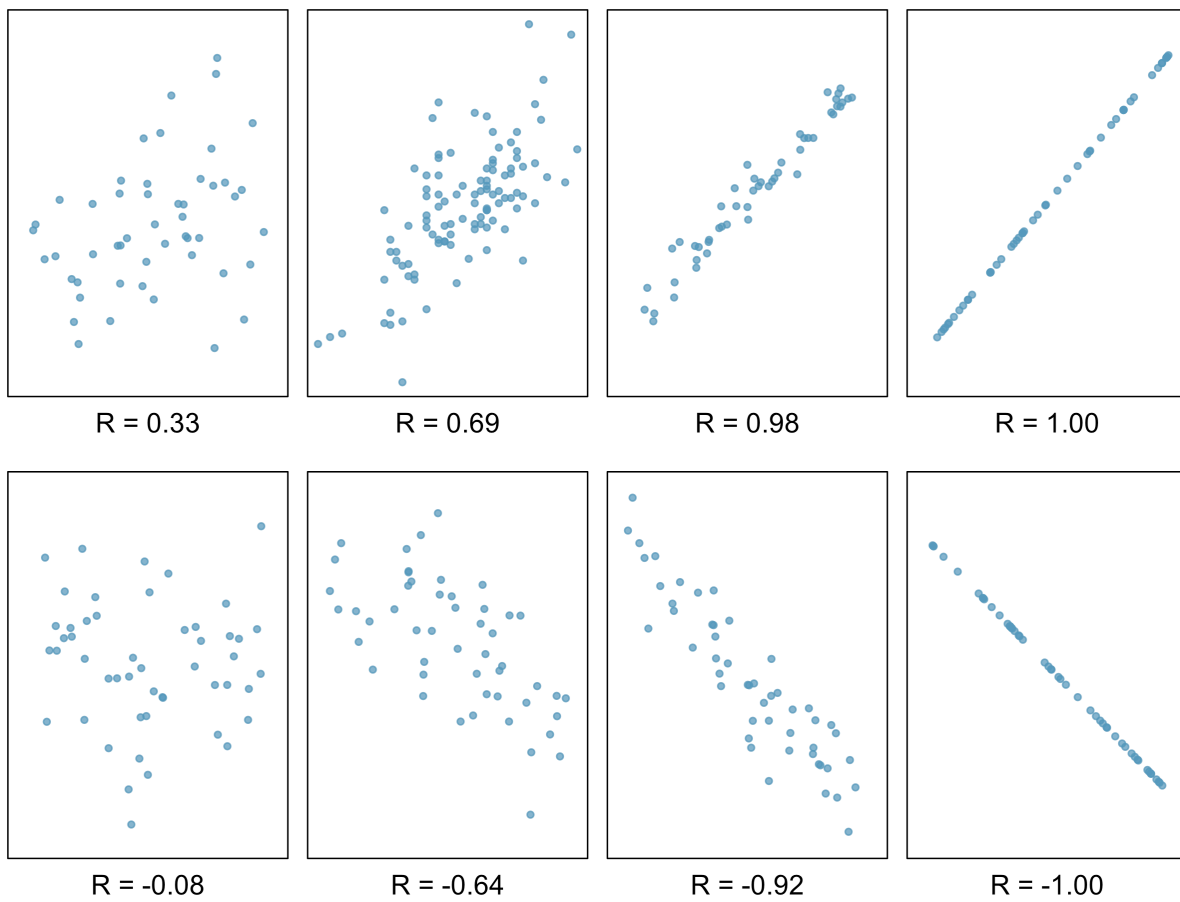 R = 0.33
R = 0.69
R = 0.98
R = 1.00
R = -0.08
R = -0.64
R = -0.92
R = -1.00